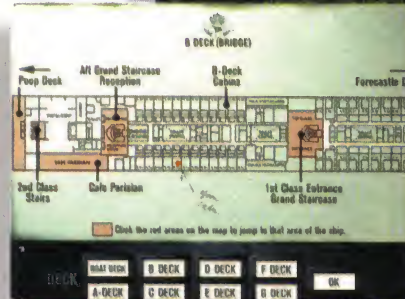 B DECK (BRIDGE)
Poop Deck
Aft Grand Staircase
Reception
B-Deck
Cabins
Forecastle D
2nd Class
Stairs
Cafe Parisian
1st Class Entrance
Grand Staircase
Click the red areas on the map to jump to that area of the ship.
DECK
BOAT DECK
B DECK
D DECK
F DECK
A-DECK
C DECK
E DECK
G DECK
OK